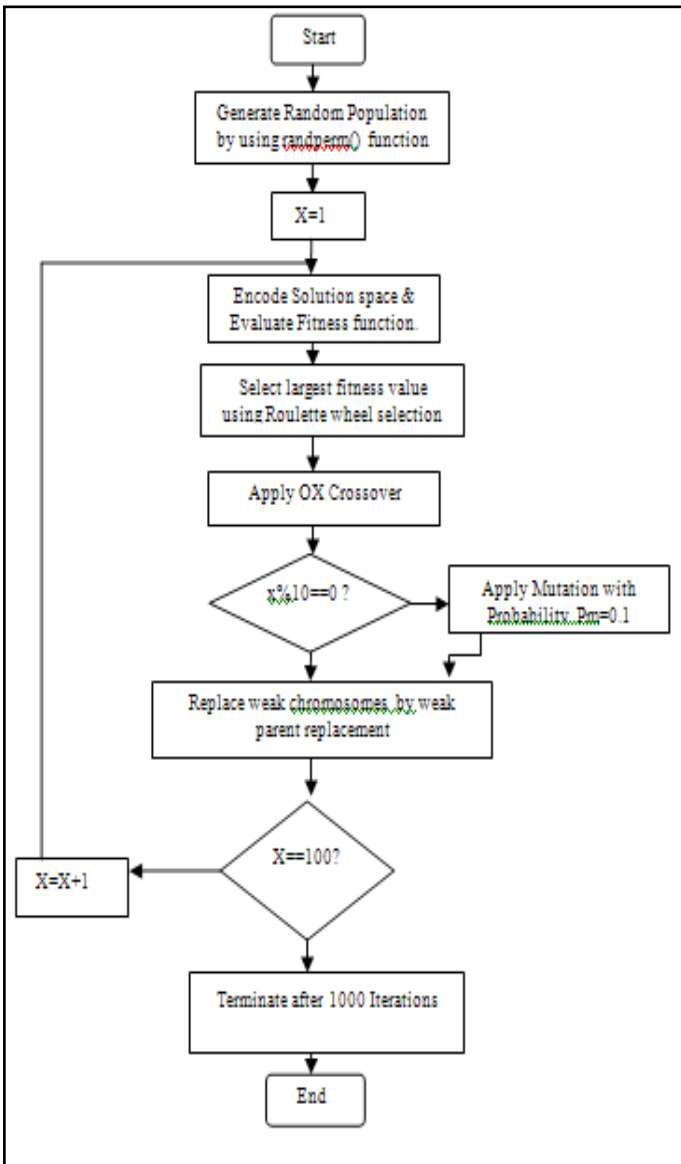 Start
Generate Random Population
by using randperm() function
X=1
Encode Solution space &
Evaluate Fitness function.
Select largest fitness value
using Roulette wheel selection
Apply OX Crossover
x%10==0 ?
Apply Mutation with
Probability Pm=0.1
Replace weak chromosomes by weak
parent replacement
X==100?
X=X+1
Terminate after 1000 Iterations
End